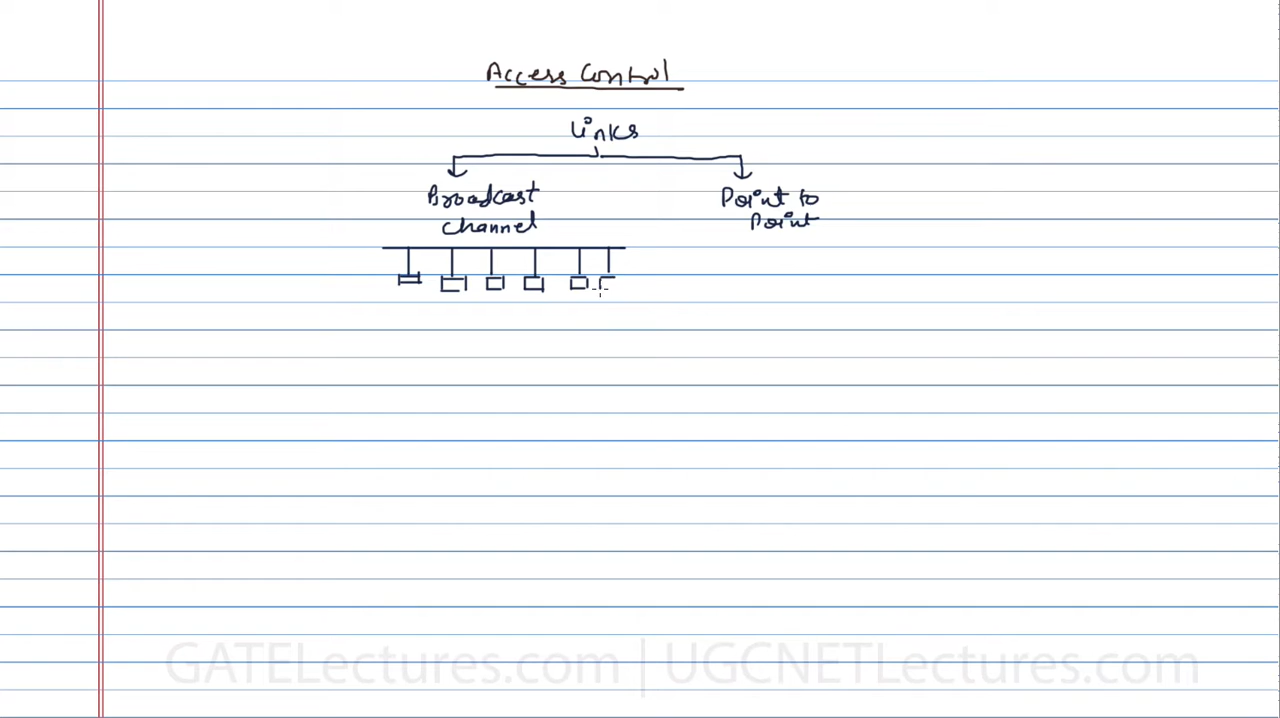 Access Control
Links
Broadcast
channel
Point to
Point
GATELectures.com | UGCNETLectures.com